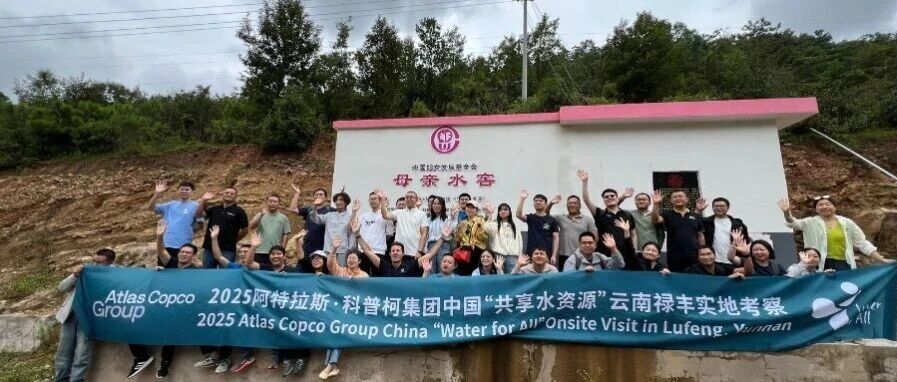 中国妇女发展基金会
母亲水窖
Atlas Copco
Group
2025阿特拉斯·科普柯集团中国“共享水资源”云南禄丰实地考察
2025 Atlas Copco Group China “Water for All”Onsite Visit in Lufeng, Yunnan
All